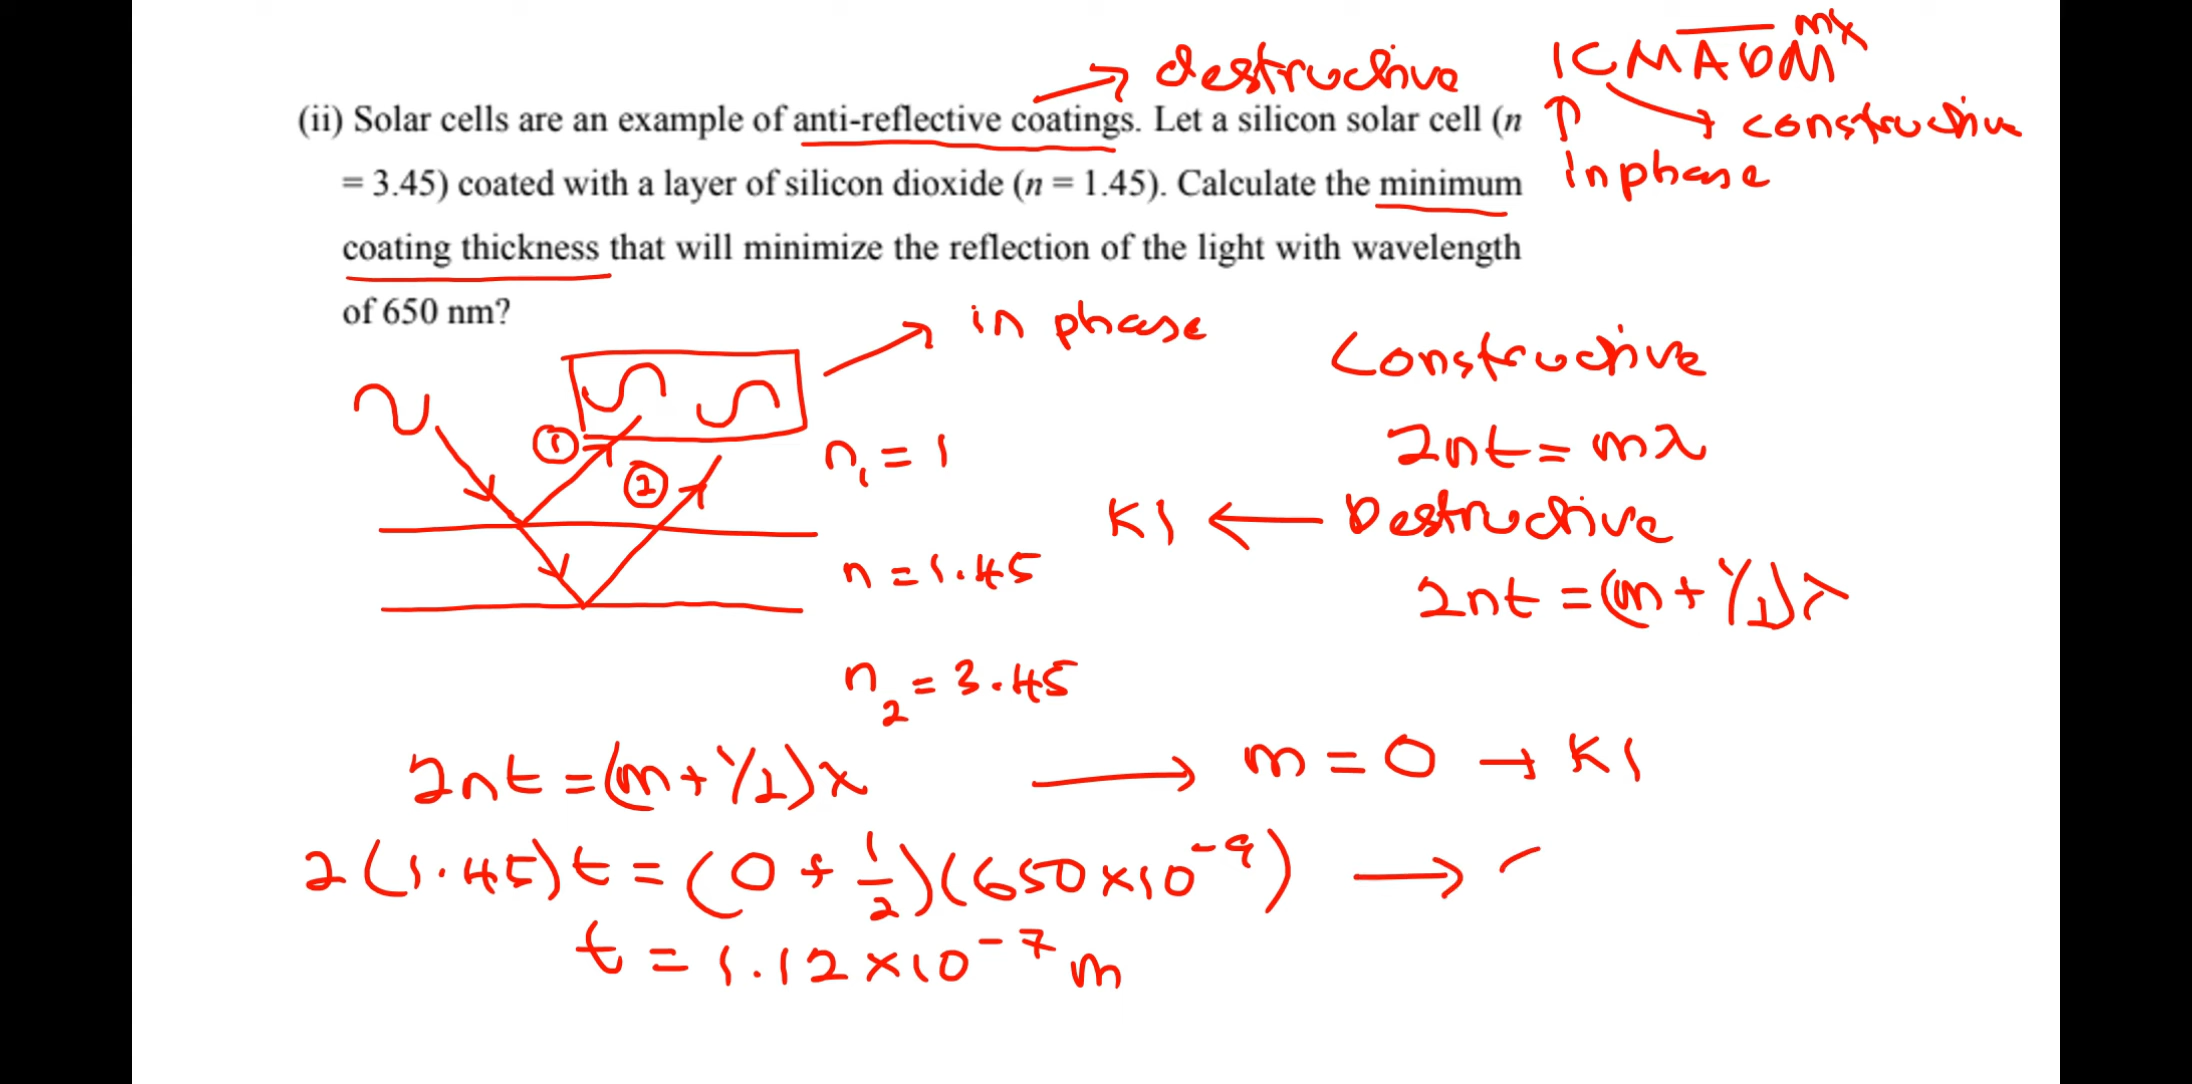 destructive
ICMADM
mλ
(ii) Solar cells are an example of anti-reflective coatings. Let a silicon solar cell (n
constructive
= 3.45) coated with a layer of silicon dioxide (n = 1.45). Calculate the minimum
in phase
coating thickness that will minimize the reflection of the light with wavelength
of 650 nm?
in phase
Constructive
①
n₁ = 1
2nt = mλ
②
K1 ← Destructive
n = 1.45
2nt = (m + 1/2)λ
n₂ = 3.45
2nt = (m + 1/2)λ → m = 0 → K1
2(1.45)t = (0 + 1/2)(650×10⁻⁹) →
t = 1.12 × 10⁻⁷ m